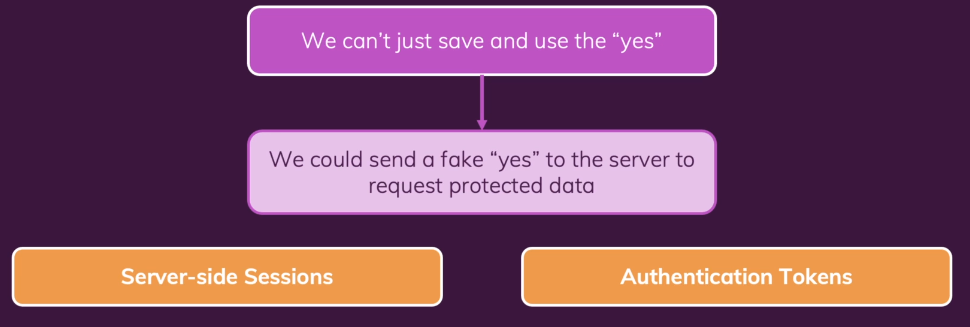 We can’t just save and use the “yes”
We could send a fake “yes” to the server to
request protected data
Server-side Sessions
Authentication Tokens